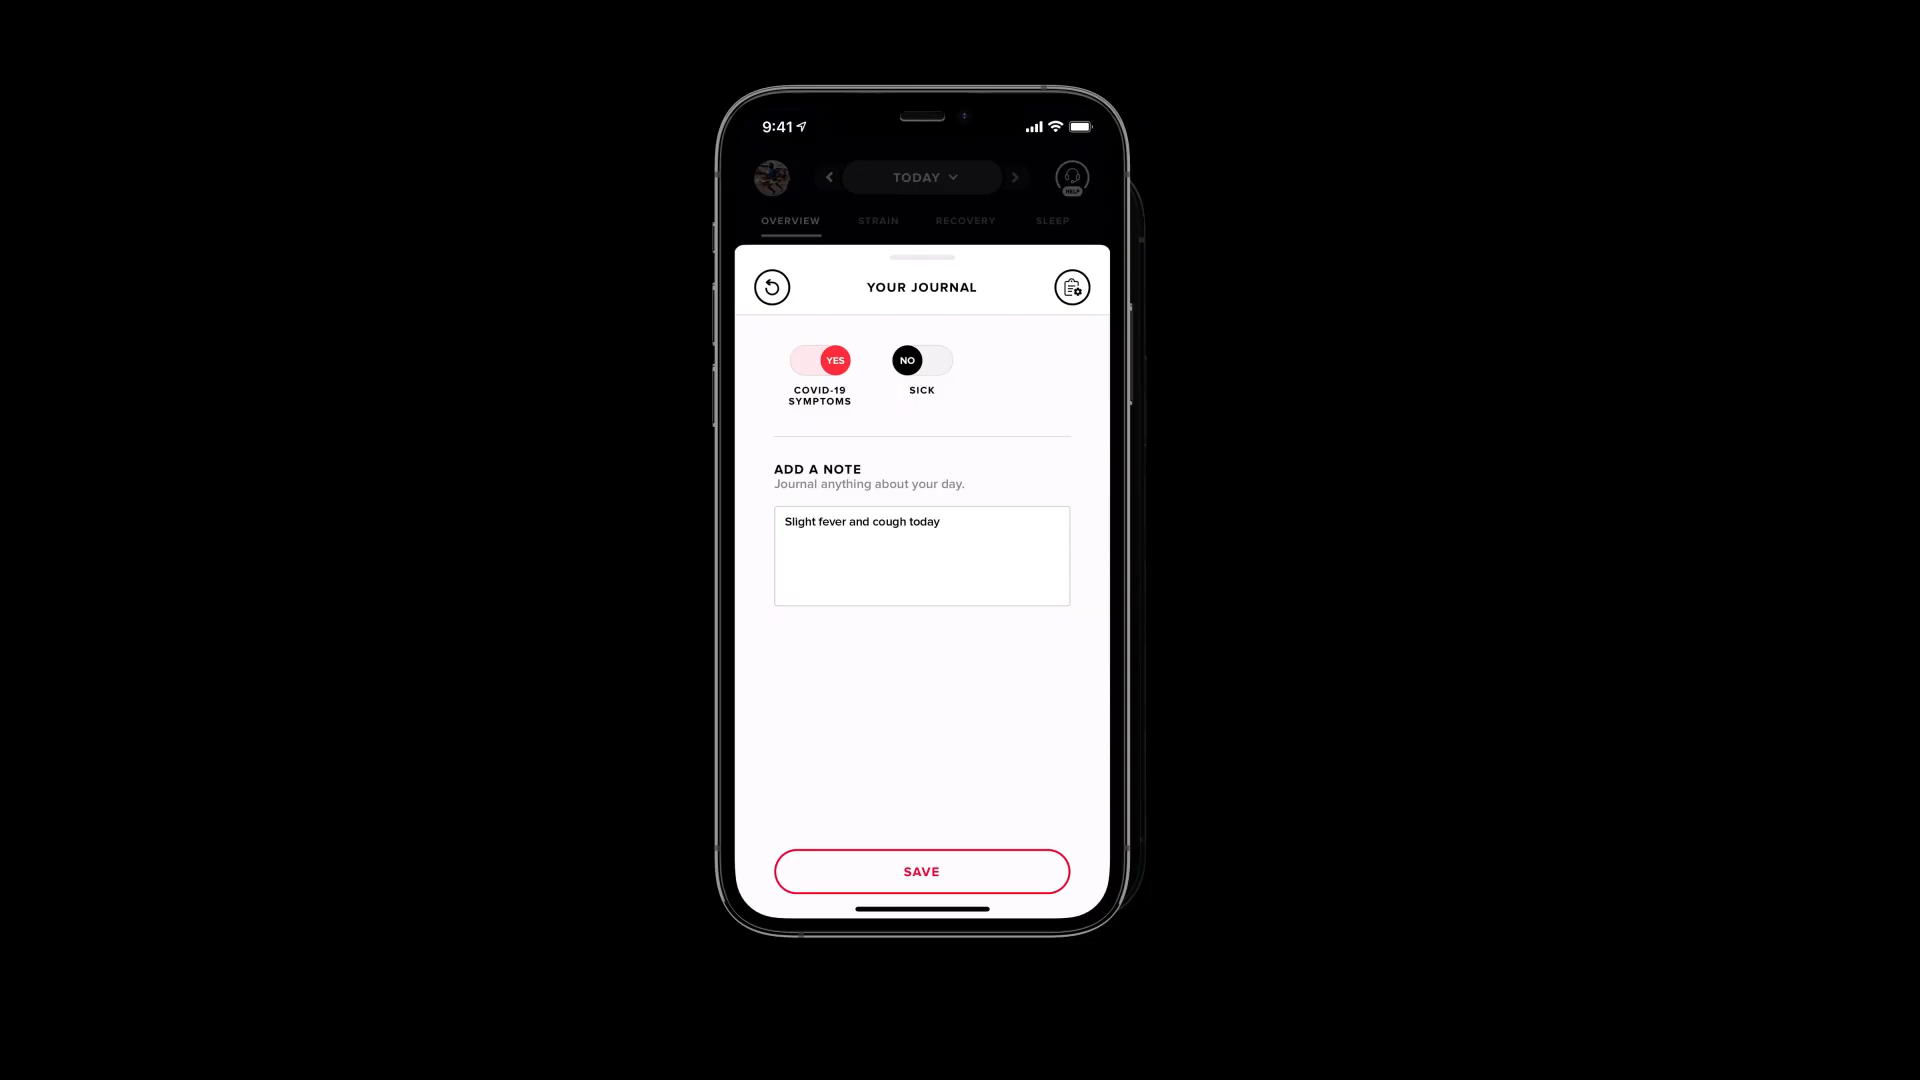 9:41
TODAY
HELP
OVERVIEW STRAIN RECOVERY SLEEP
YOUR JOURNAL
YES NO
COVID-19 SICK
SYMPTOMS
ADD A NOTE
Journal anything about your day.
Slight fever and cough today
SAVE